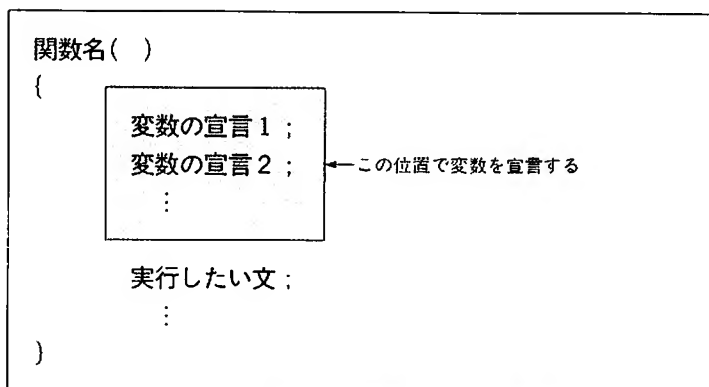 関数名( )
{
変数の宣言1;
変数の宣言2; ←この位置で変数を宣言する
⋮
実行したい文;
⋮
}